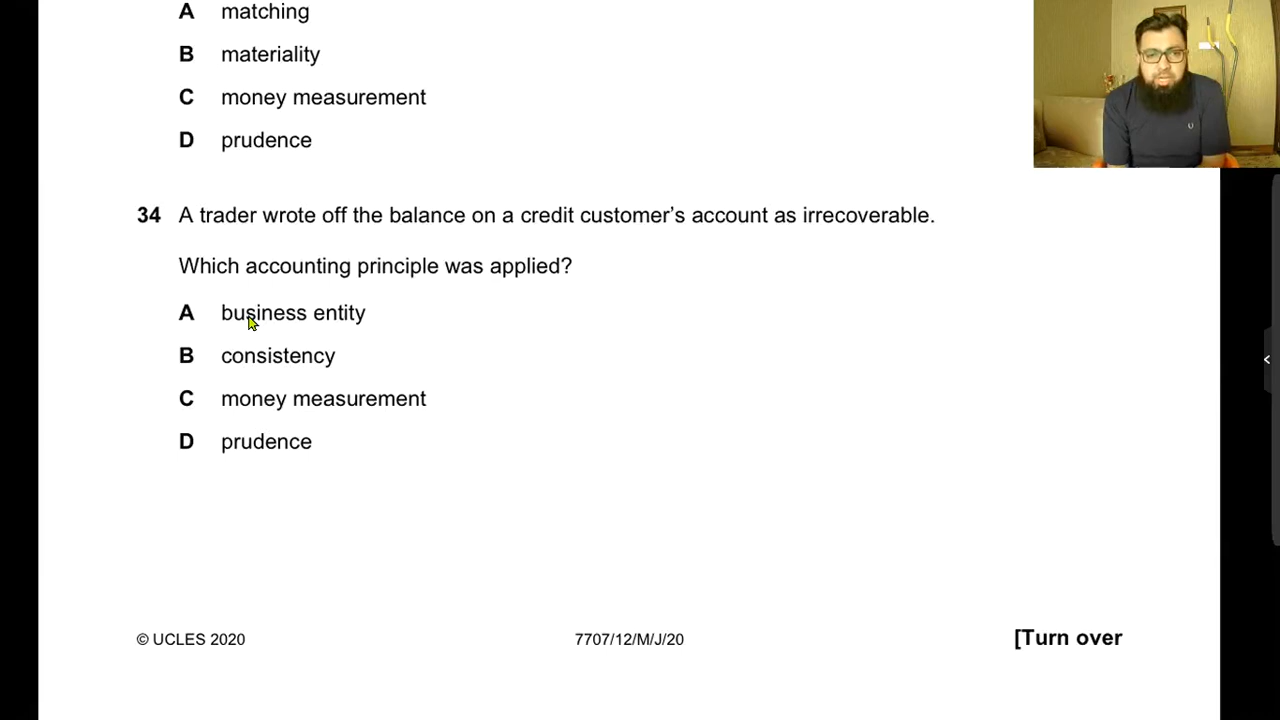 A matching
B materiality
C money measurement
D prudence
34 A trader wrote off the balance on a credit customer’s account as irrecoverable.
Which accounting principle was applied?
A business entity
B consistency
C money measurement
D prudence
© UCLES 2020 7707/12/M/J/20 [Turn over